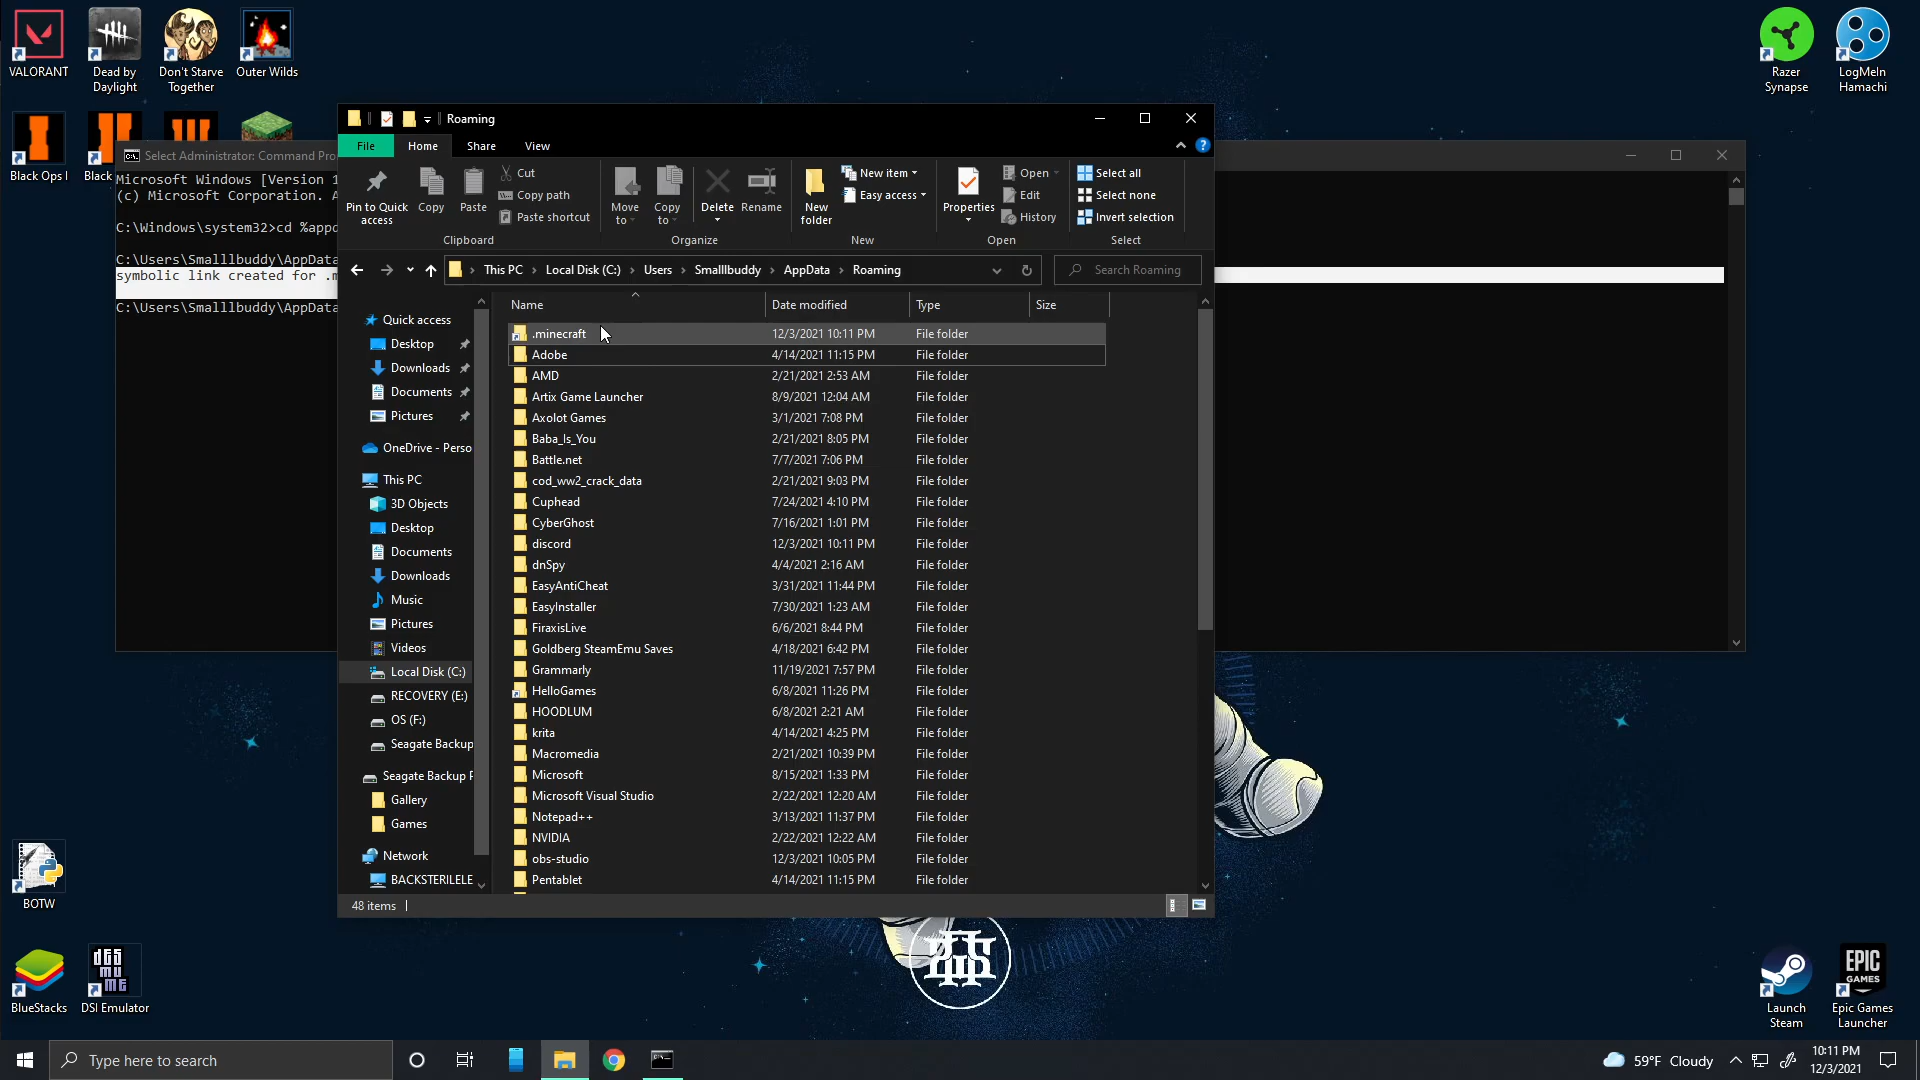 VALORANT
Dead by
Daylight
Don't Starve
Together
Outer Wilds
Razer
Synapse
LogMeIn
Hamachi
Black Ops I
Black
Select Administrator: Command Pro
Microsoft Windows [Version 1
(c) Microsoft Corporation. A
C:\Windows\system32>cd %appd
C:\Users\Smalllbuddy\AppData
symbolic link created for .m
C:\Users\Smalllbuddy\AppData
Roaming
File
Home
Share
View
Pin to Quick
access
Copy
Paste
Cut
Copy path
Paste shortcut
Clipboard
Move
to
Copy
to
Delete
Rename
Organize
New
folder
New item
Easy access
New
Properties
Open
Edit
History
Open
Select all
Select none
Invert selection
Select
This PC
Local Disk (C:)
Users
Smalllbuddy
AppData
Roaming
Search Roaming
Quick access
Desktop
Downloads
Documents
Pictures
OneDrive - Perso
This PC
3D Objects
Desktop
Documents
Downloads
Music
Pictures
Videos
Local Disk (C:)
RECOVERY (E:)
OS (F:)
Seagate Backup
Seagate Backup P
Gallery
Games
Network
BACKSTERILELE
Name Date modified Type Size
.minecraft 12/3/2021 10:11 PM File folder
Adobe 4/14/2021 11:15 PM File folder
AMD 2/21/2021 2:53 AM File folder
Artix Game Launcher 8/9/2021 12:04 AM File folder
Axolot Games 3/1/2021 7:08 PM File folder
Baba_Is_You 2/21/2021 8:05 PM File folder
Battle.net 7/7/2021 7:06 PM File folder
cod_ww2_crack_data 2/21/2021 9:03 PM File folder
Cuphead 7/24/2021 4:10 PM File folder
CyberGhost 7/16/2021 1:01 PM File folder
discord 12/3/2021 10:11 PM File folder
dnSpy 4/4/2021 2:16 AM File folder
EasyAntiCheat 3/31/2021 11:44 PM File folder
EasyInstaller 7/30/2021 1:23 AM File folder
FiraxisLive 6/6/2021 8:44 PM File folder
Goldberg SteamEmu Saves 4/18/2021 6:42 PM File folder
Grammarly 11/19/2021 7:57 PM File folder
HelloGames 6/8/2021 11:26 PM File folder
HOODLUM 6/8/2021 2:21 AM File folder
krita 4/14/2021 4:25 PM File folder
Macromedia 2/21/2021 10:39 PM File folder
Microsoft 8/15/2021 1:33 PM File folder
Microsoft Visual Studio 2/22/2021 12:20 AM File folder
Notepad++ 3/13/2021 11:37 PM File folder
NVIDIA 2/22/2021 12:22 AM File folder
obs-studio 12/3/2021 10:05 PM File folder
Pentablet 4/14/2021 11:15 PM File folder
48 items
BOTW
BlueStacks
DESMUME
DSI Emulator
Launch
Steam
EPIC
GAMES
Epic Games
Launcher
Type here to search
59°F Cloudy
10:11 PM
12/3/2021